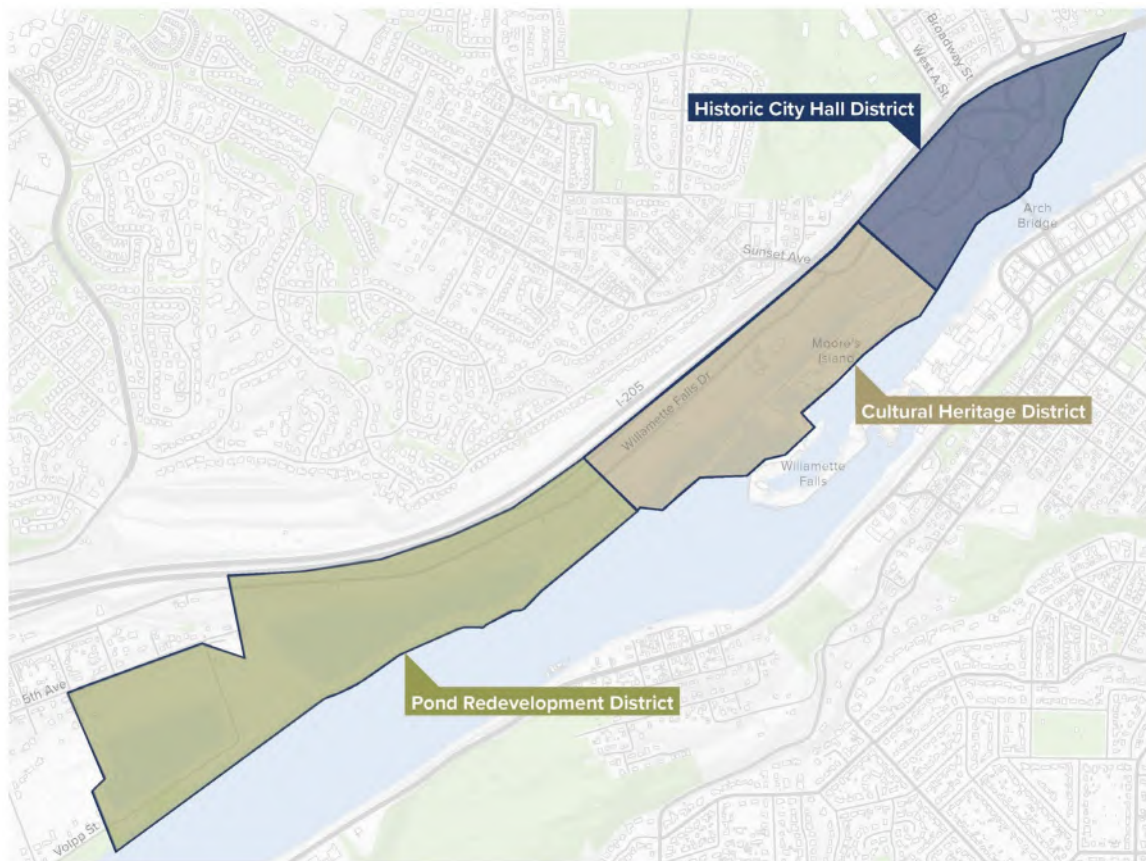 Broadway St
West A St.
Historic City Hall District
Arch
Bridge
Sunset Ave
Moore's
Island
I-205
Willamette Falls Dr
Cultural Heritage District
Willamette
Falls
5th Ave
Pond Redevelopment District
Volpp St